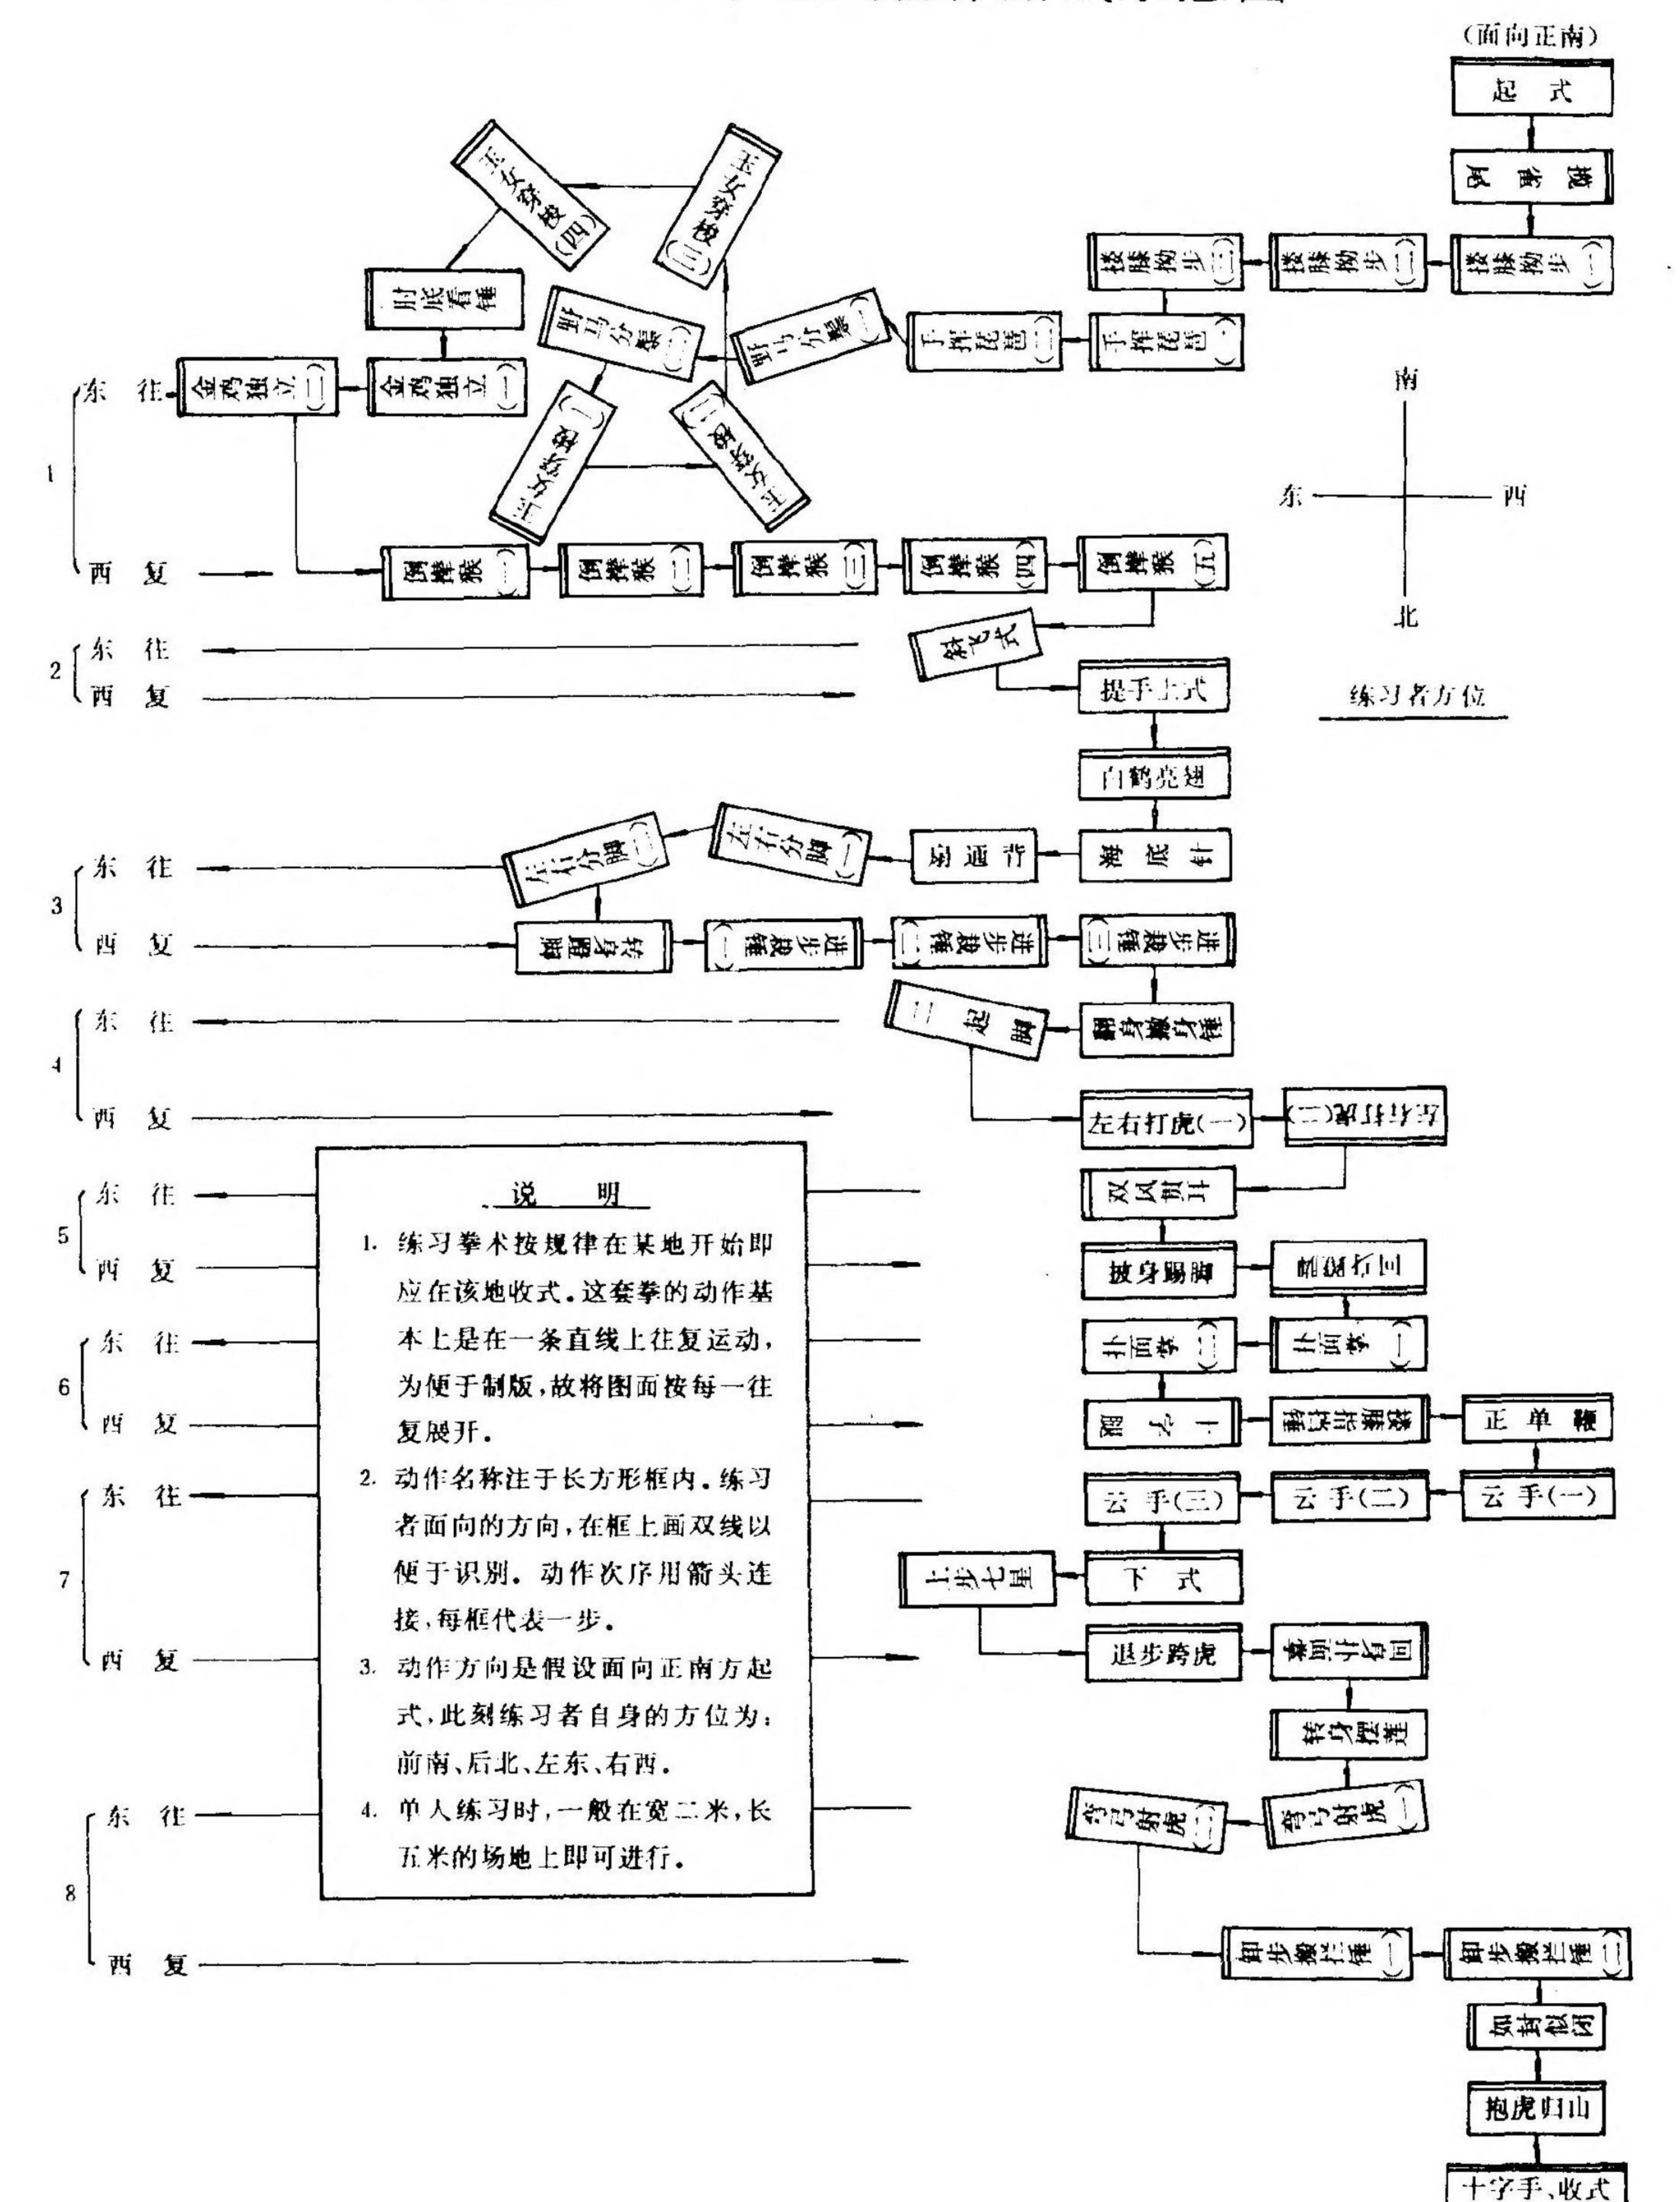 （面向正南）
起 式
揽雀尾
搂膝拗步(一)
搂膝拗步(二)
搂膝拗步(三)
手挥琵琶(一)
手挥琵琶(二)
野马分鬃(一)
野马分鬃(二)
玉女穿梭(一)
玉女穿梭(二)
玉女穿梭(三)
玉女穿梭(四)
肘底看锤
金鸡独立(一)
金鸡独立(二)
1
东 往
西 复
倒撵猴(一)
倒撵猴(二)
倒撵猴(三)
倒撵猴(四)
倒撵猴(五)
南
东
西
北
练习者方位
2
东 往
西 复
斜飞式
提手上式
白鹤亮翅
海底针
扇通背
左右分脚(一)
左右分脚(二)
3
东 往
西 复
转身蹬脚
进步栽锤(一)
进步栽锤(二)
进步栽锤(三)
翻身撇身锤
二起脚
4
东 往
西 复
左右打虎(一)
左右打虎(二)
双风贯耳
5
东 往
西 复
披身踢脚
回身蹬脚
扑面掌(一)
扑面掌(二)
6
东 往
西 复
十字腿
搂膝指裆锤
正单鞭
云手(一)
云手(二)
云手(三)
7
东 往
西 复
下 式
上步七星
退步跨虎
回身扑面掌
转身摆莲
弯弓射虎(一)
弯弓射虎(二)
8
东 往
西 复
卸步搬拦锤(一)
卸步搬拦锤(二)
如封似闭
抱虎归山
十字手、收式
说 明
1. 练习拳术按规律在某地开始即
应在该地收式。这套拳的动作基
本上是在一条直线上往复运动，
为便于制版，故将图面按每一往
复展开。
2. 动作名称注于长方形框内。练习
者面向的方向，在框上画双线以
便于识别。动作次序用箭头连
接，每框代表一步。
3. 动作方向是假设面向正南方起
式，此刻练习者自身的方位为：
前南、后北、左东、右西。
4. 单人练习时，一般在宽二米，长
五米的场地上即可进行。